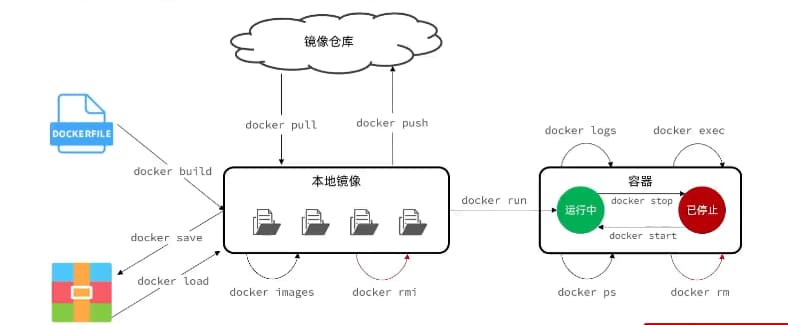 镜像仓库
docker pull
docker push
DOCKERFILE
docker build
本地镜像
docker save
docker load
docker images
docker rmi
docker run
docker logs
docker exec
容器
运行中
docker stop
已停止
docker start
docker ps
docker rm